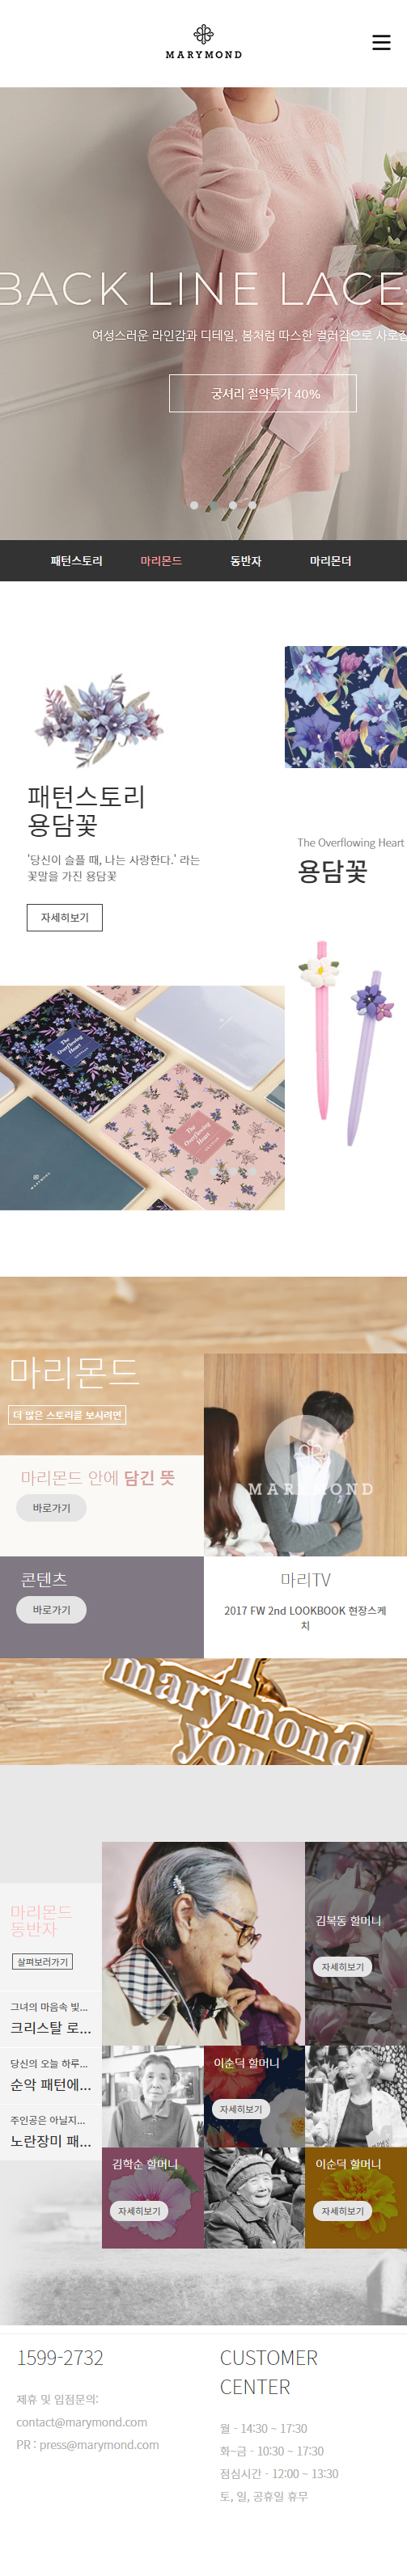 MARYMOND
BACK LINE LACE
여성스러운 라인감과 디테일, 봄처럼 따스한 컬러감으로 사로잡
궁셔리 절약특가 40%
패턴스토리 마리몬드 동반자 마리몬더
패턴스토리
용담꽃
'당신이 슬플 때, 나는 사랑한다.' 라는
꽃말을 가진 용담꽃
자세히보기
The Overflowing Heart
용담꽃
The
Overflowing
Heart
The
Overflowing
Heart
마리몬드
더 많은 스토리를 보시려면
마리몬드 안에 담긴 뜻
바로가기
MARYMOND
콘텐츠
바로가기
마리TV
2017 FW 2nd LOOKBOOK 현장스케
치
I
marymond
you
마리몬드
동반자
살펴보러가기
그녀의 마음속 빛...
크리스탈 로...
당신의 오늘 하루...
순악 패턴에...
주인공은 아닐지...
노란장미 패...
김복동 할머니
자세히보기
이순덕 할머니
자세히보기
김학순 할머니
자세히보기
이순덕 할머니
자세히보기
1599-2732
제휴 및 입점문의:
contact@marymond.com
PR : press@marymond.com
CUSTOMER
CENTER
월 - 14:30 ~ 17:30
화~금 - 10:30 ~ 17:30
점심시간 - 12:00 ~ 13:30
토, 일, 공휴일 휴무